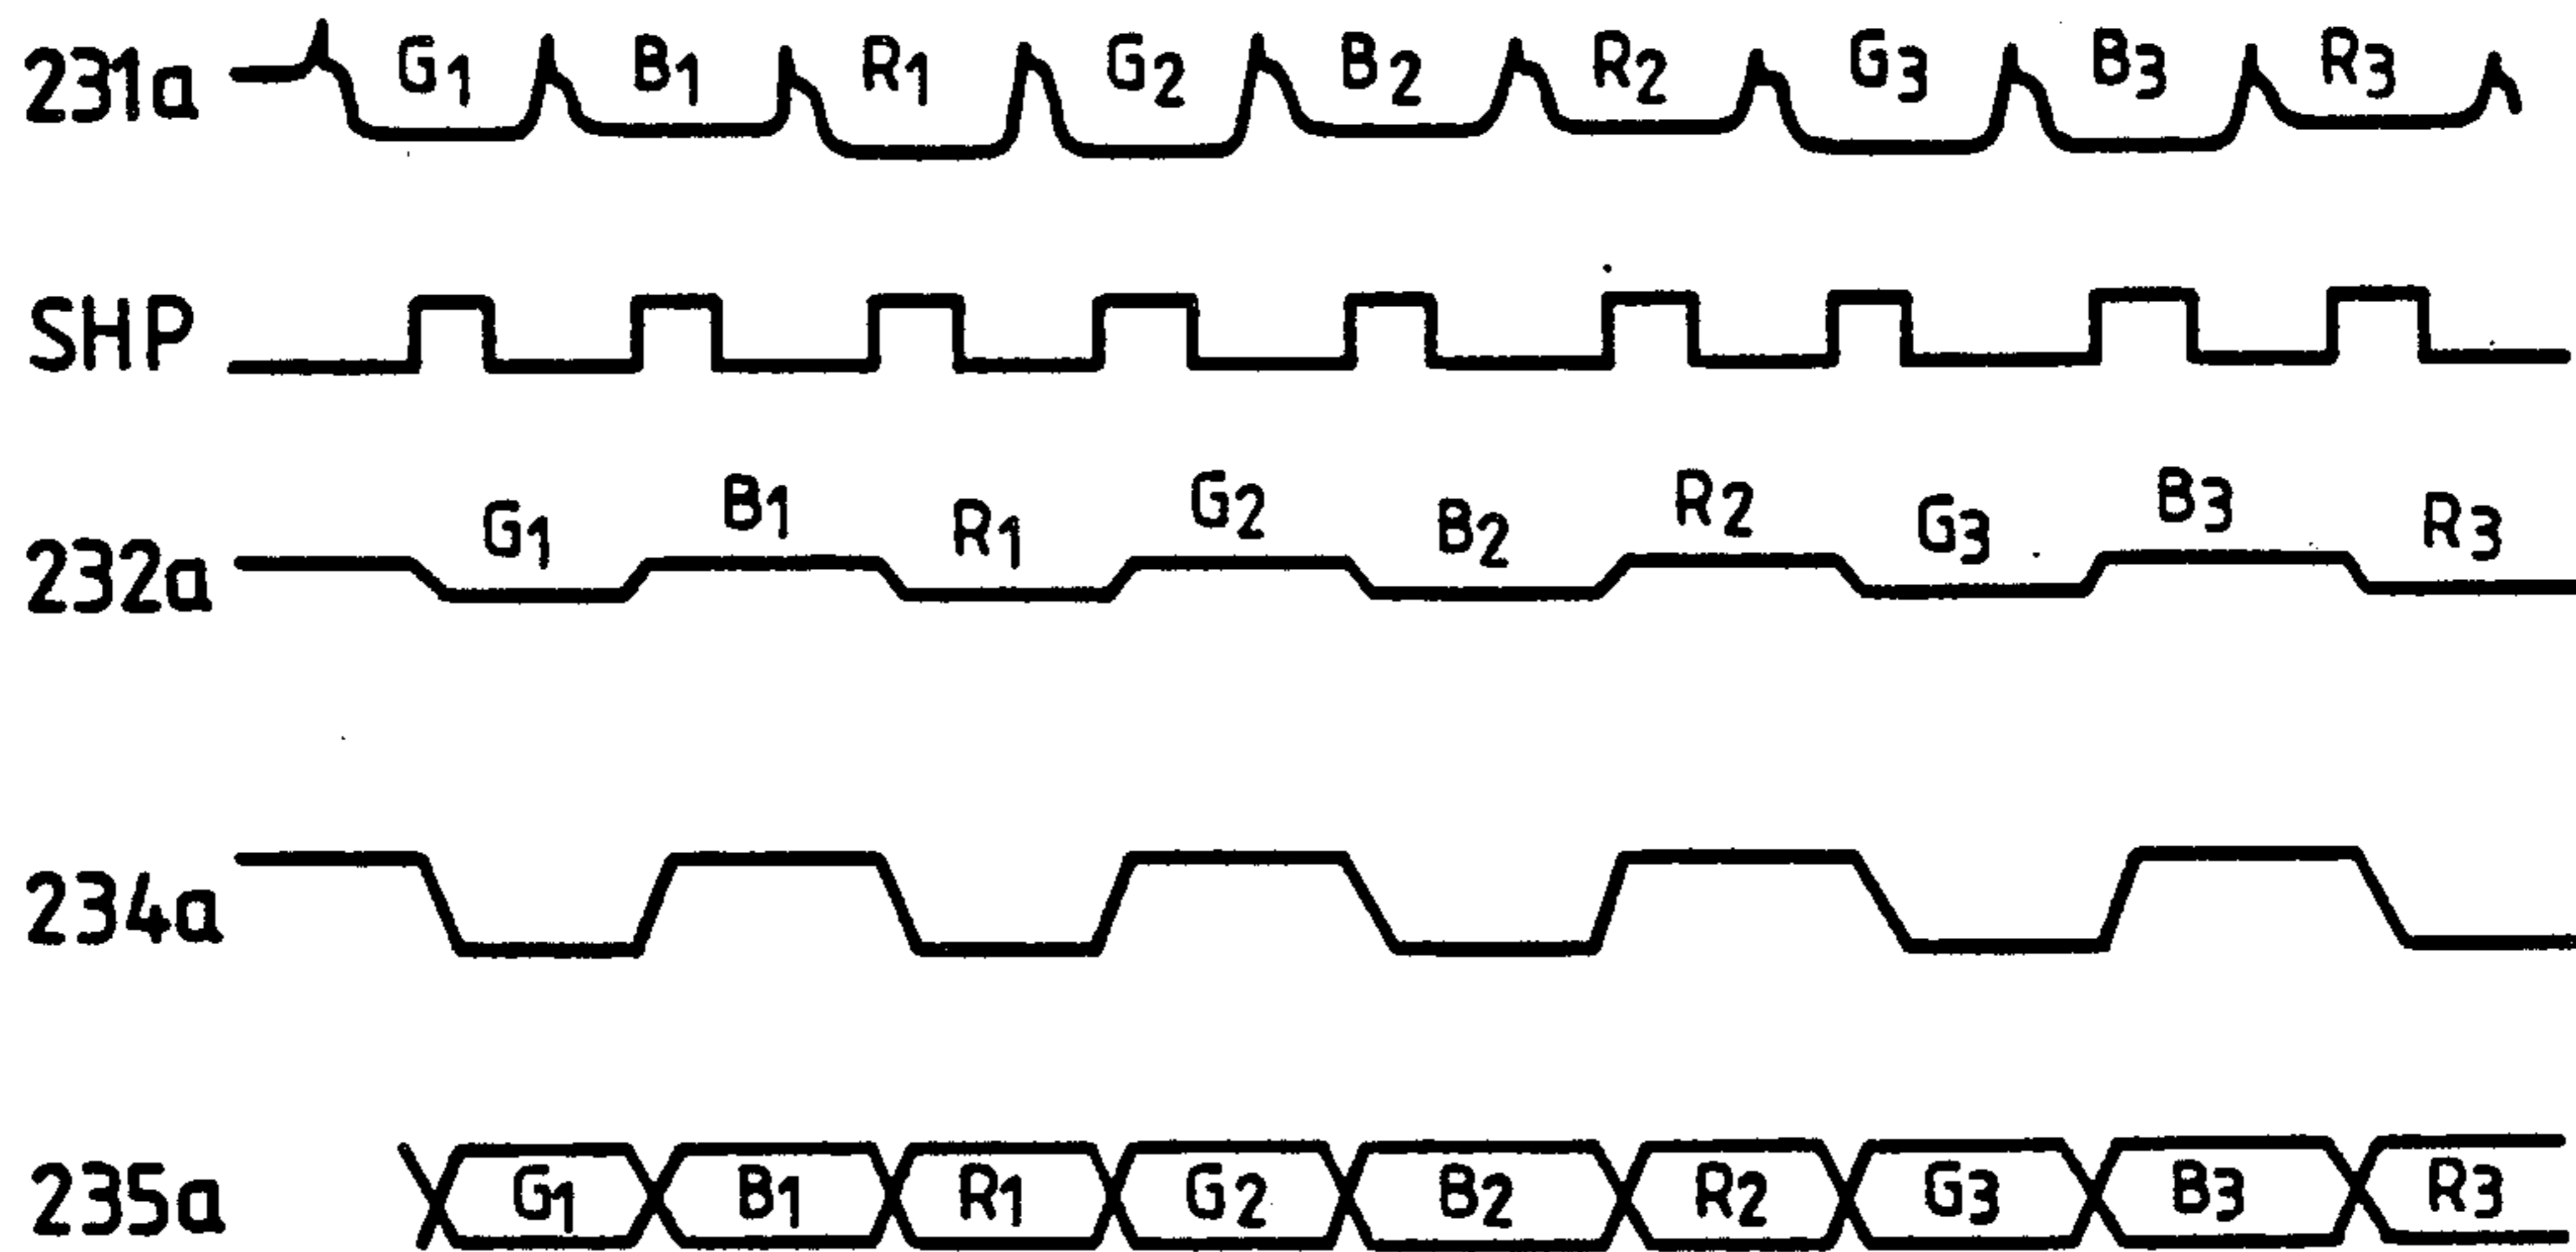 231a G1 B1 R1 G2 B2 R2 G3 B3 R3
SHP
232a G1 B1 R1 G2 B2 R2 G3 B3 R3
234a
235a G1 B1 R1 G2 B2 R2 G3 B3 R3